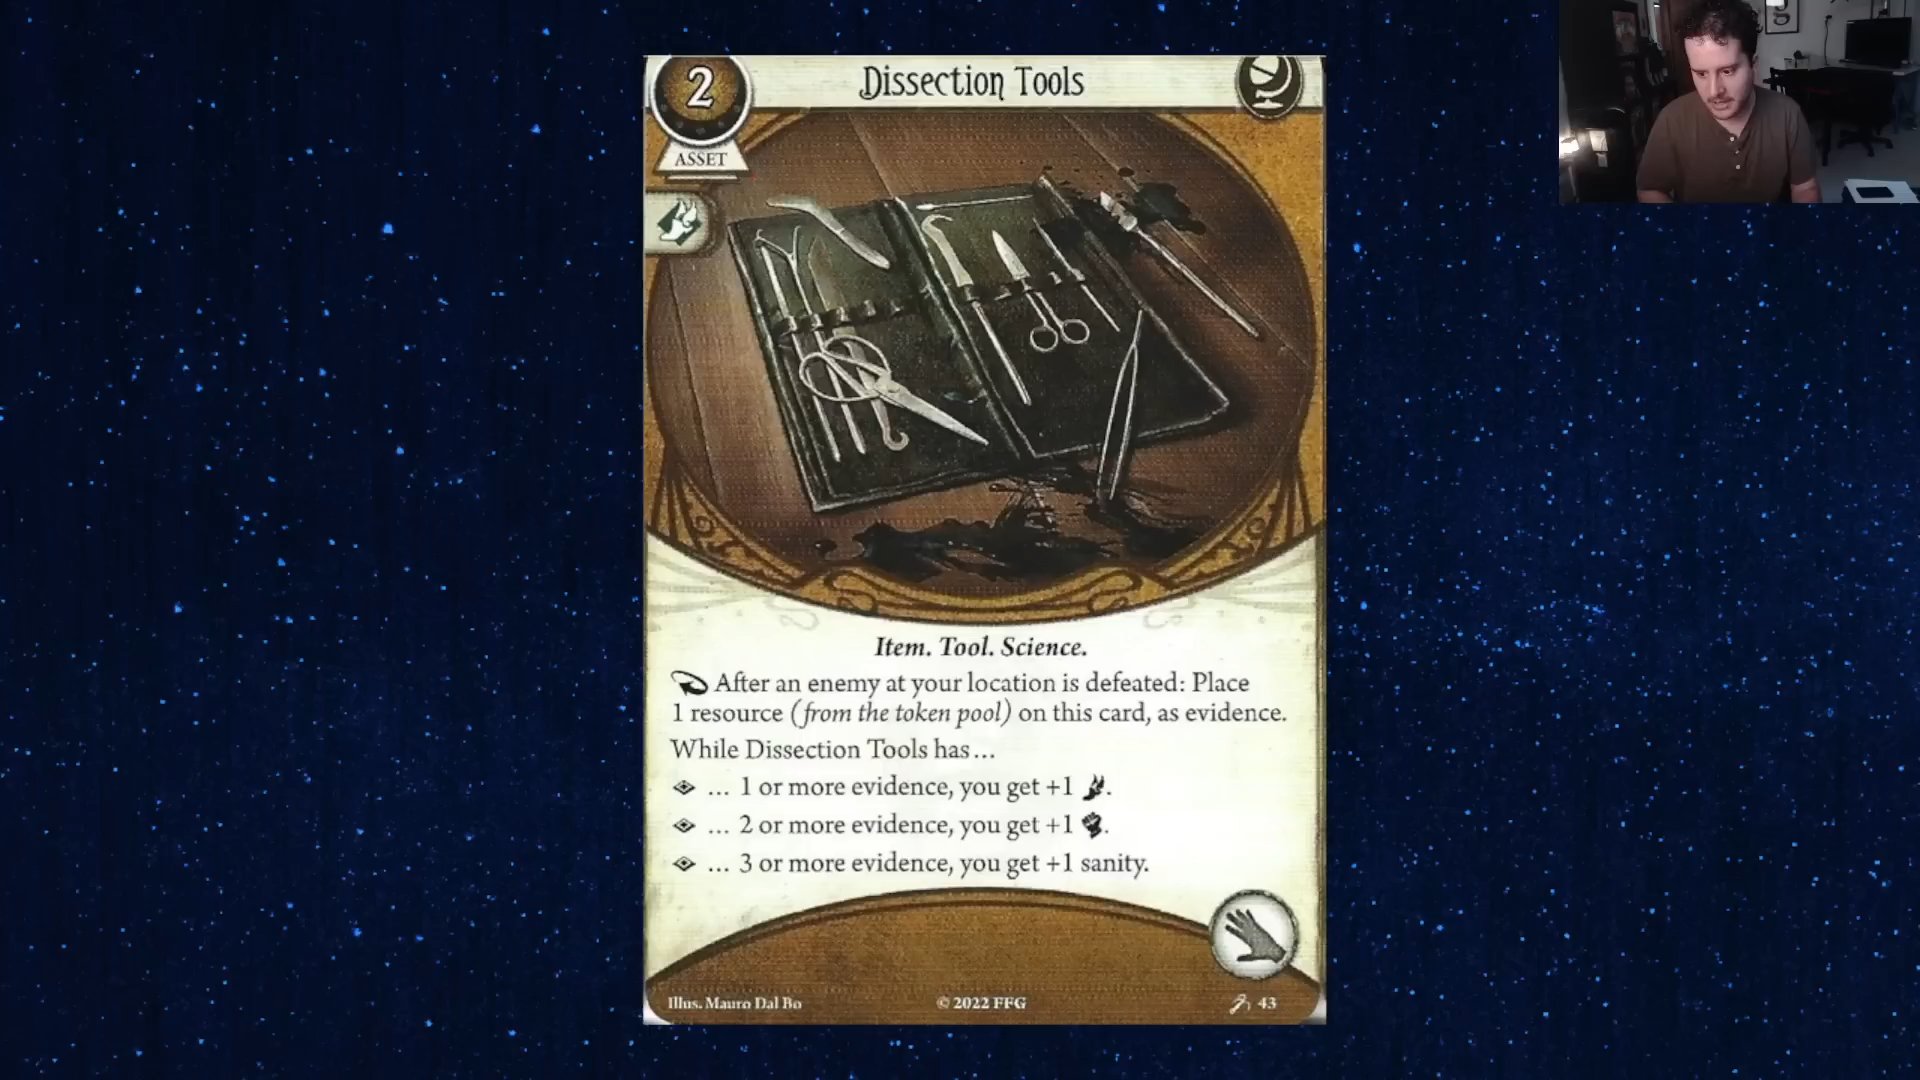 2
Dissection Tools
ASSET
Item. Tool. Science.
After an enemy at your location is defeated: Place
1 resource (from the token pool) on this card, as evidence.
While Dissection Tools has…
… 1 or more evidence, you get +1 .
… 2 or more evidence, you get +1 .
… 3 or more evidence, you get +1 sanity.
Illus. Mauro Dal Bo
© 2022 FFG
43